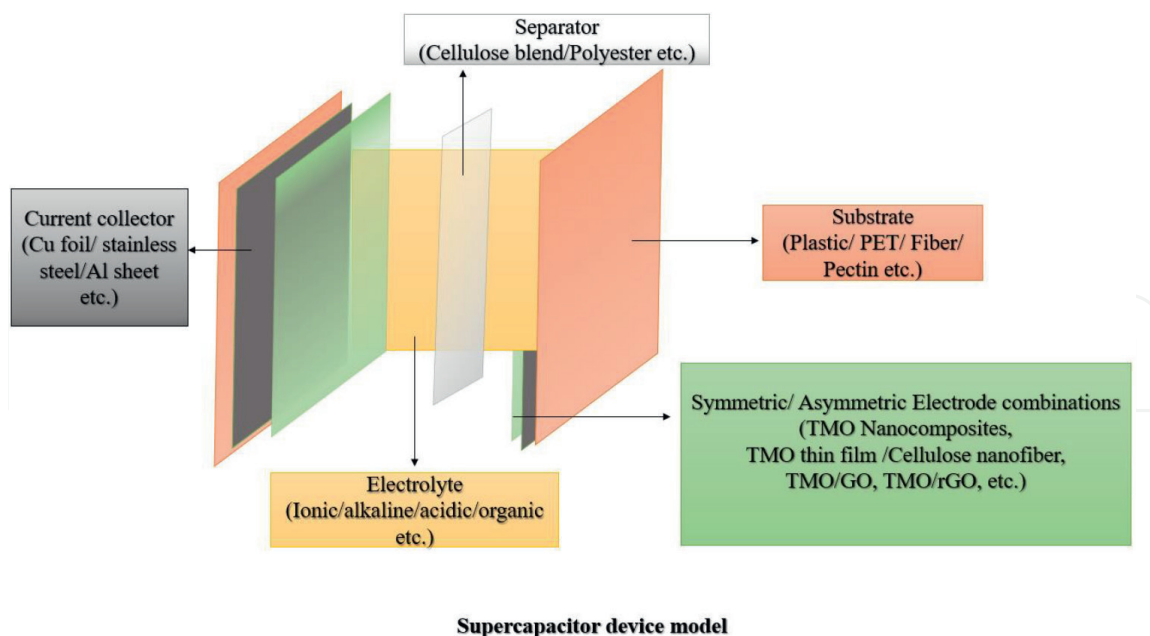 Separator
(Cellulose blend/Polyester etc.)
Current collector
(Cu foil/ stainless
steel/Al sheet
etc.)
Substrate
(Plastic/ PET/ Fiber/
Pectin etc.)
Symmetric/ Asymmetric Electrode combinations
(TMO Nanocomposites,
TMO thin film /Cellulose nanofiber,
TMO/GO, TMO/rGO, etc.)
Electrolyte
(Ionic/alkaline/acidic/organic
etc.)
Supercapacitor device model